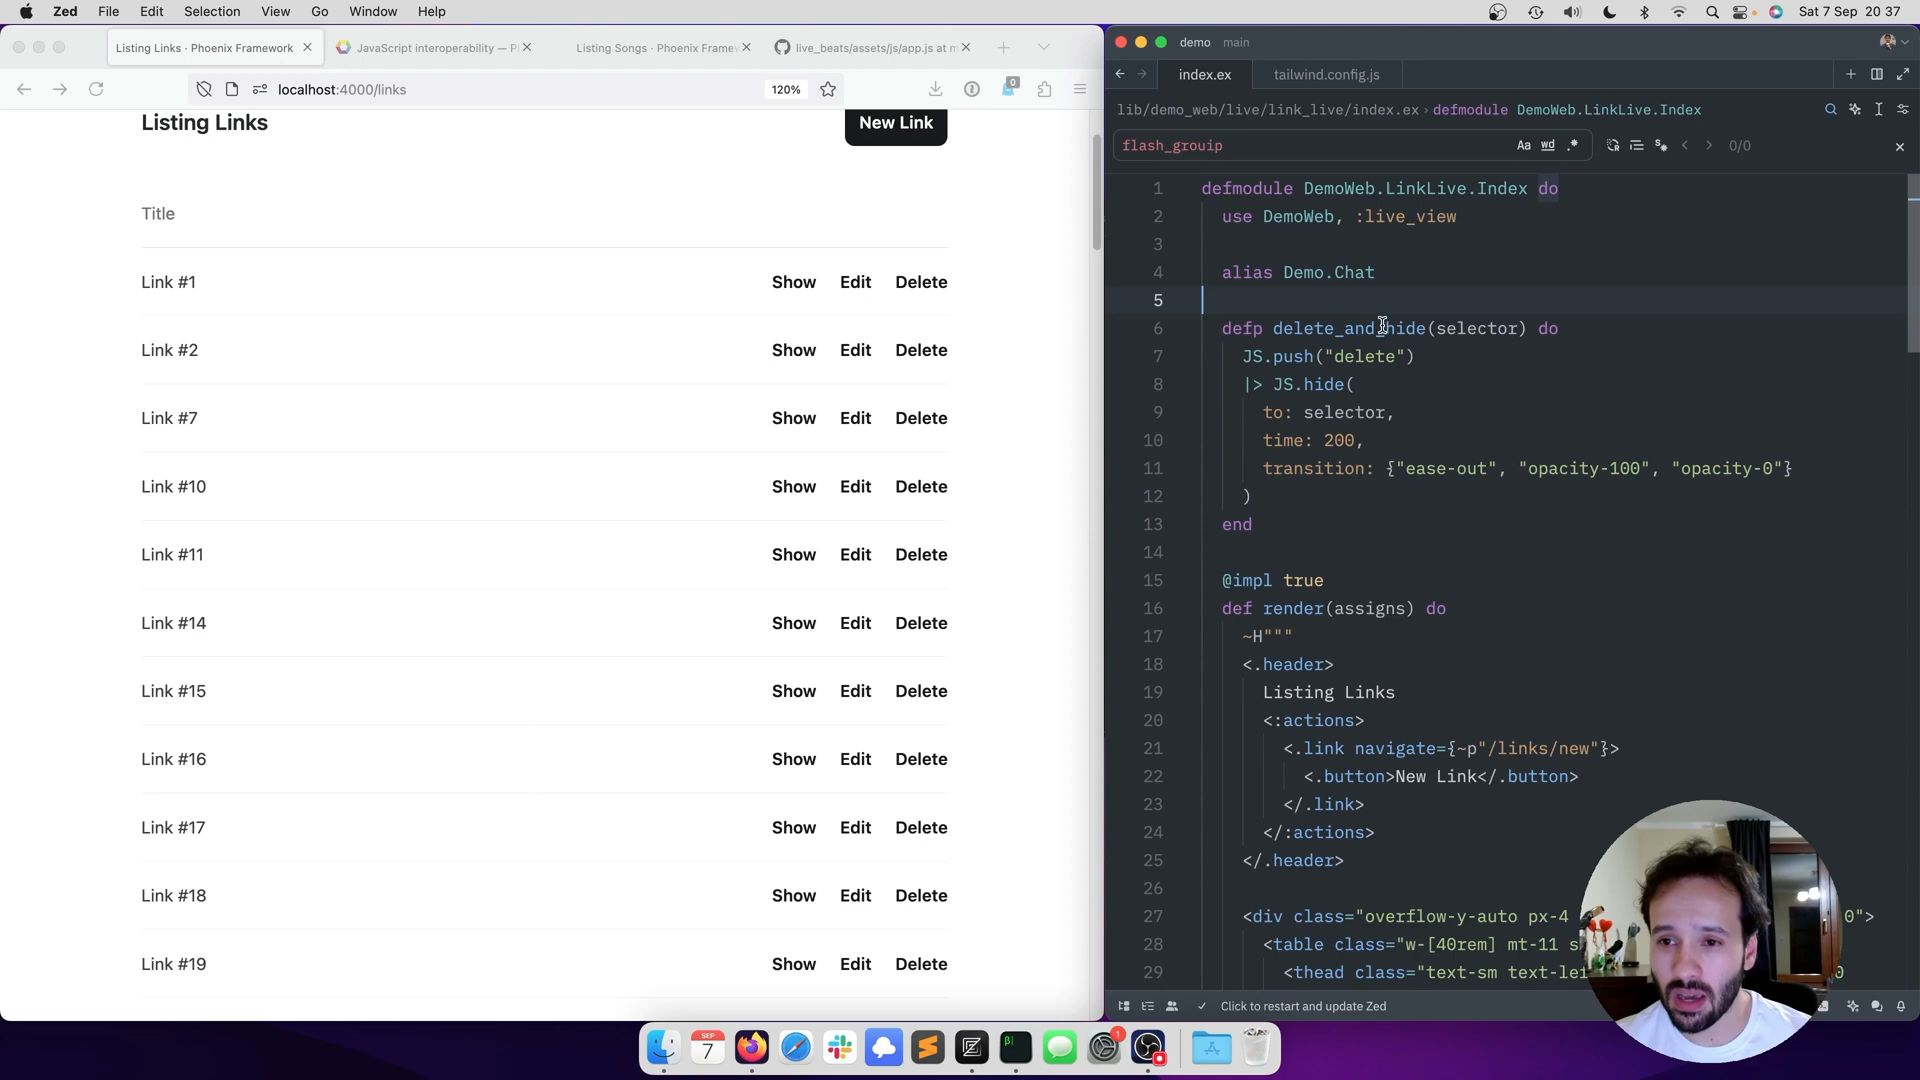 Zed File Edit Selection View Go Window Help
Sat 7 Sep 20 37
Listing Links · Phoenix Framework
JavaScript interoperability — P
Listing Songs · Phoenix Framew
live_beats/assets/js/app.js at m
localhost:4000/links
120%
0
Listing Links
New Link
Title
Link #1 Show Edit Delete
Link #2 Show Edit Delete
Link #7 Show Edit Delete
Link #10 Show Edit Delete
Link #11 Show Edit Delete
Link #14 Show Edit Delete
Link #15 Show Edit Delete
Link #16 Show Edit Delete
Link #17 Show Edit Delete
Link #18 Show Edit Delete
Link #19 Show Edit Delete
demo main
index.ex tailwind.config.js
lib/demo_web/live/link_live/index.ex › defmodule DemoWeb.LinkLive.Index
flash_grouip Aa wd .* 0/0
1 defmodule DemoWeb.LinkLive.Index do
2 use DemoWeb, :live_view
3
4 alias Demo.Chat
5
6 defp delete_and_hide(selector) do
7 JS.push("delete")
8 |> JS.hide(
9 to: selector,
10 time: 200,
11 transition: {"ease-out", "opacity-100", "opacity-0"}
12 )
13 end
14
15 @impl true
16 def render(assigns) do
17 ~H"""
18 <.header>
19 Listing Links
20 <:actions>
21 <.link navigate={~p"/links/new"}>
22 <.button>New Link</.button>
23 </.link>
24 </:actions>
25 </.header>
26
27 <div class="overflow-y-auto px-4 0">
28 <table class="w-[40rem] mt-11 s
29 <thead class="text-sm text-lei 0
Click to restart and update Zed
SEP
7
1